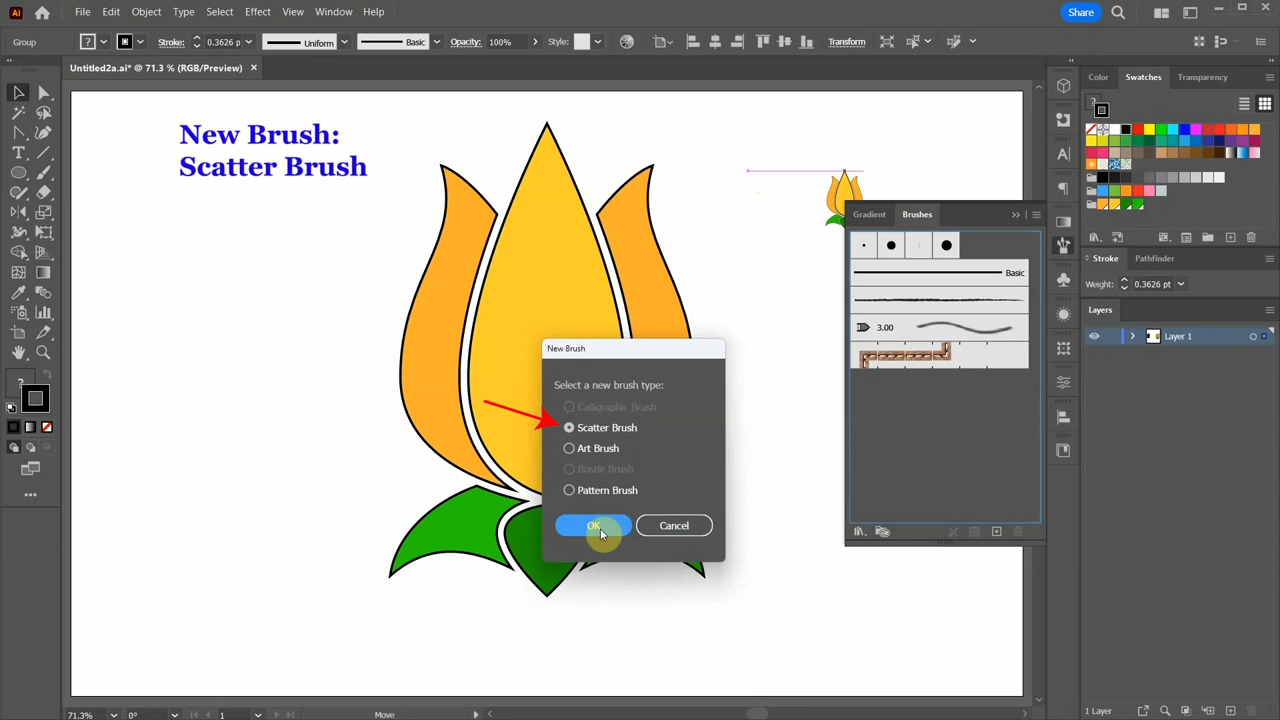 File Edit Object Type Select Effect View Window Help
Share
Group
Stroke: 0.3626 pt Uniform Basic Opacity: 100% Style: Transform
Untitled2a.ai* @ 71.3 % (RGB/Preview) ×
New Brush:
Scatter Brush
Color Swatches Transparency
Gradient Brushes
Basic
3.00
Stroke Pathfinder
Weight: 0.3626 pt
Layers
Layer 1
New Brush
Select a new brush type:
Calligraphic Brush
Scatter Brush
Art Brush
Bristle Brush
Pattern Brush
OK Cancel
71.3% 0° 1 Move
1 Layer